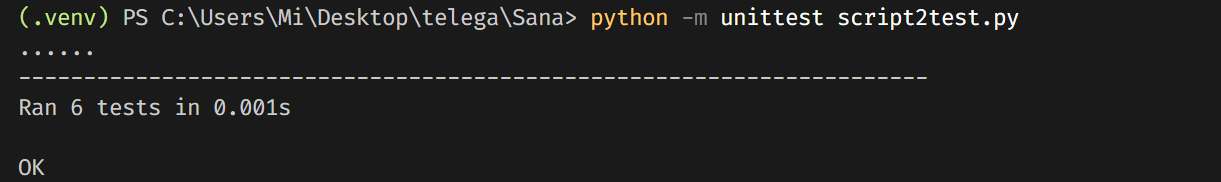 (.venv) PS C:\Users\Mi\Desktop\telega\Sana> python -m unittest script2test.py
......
----------------------------------------------------------------------
Ran 6 tests in 0.001s
OK